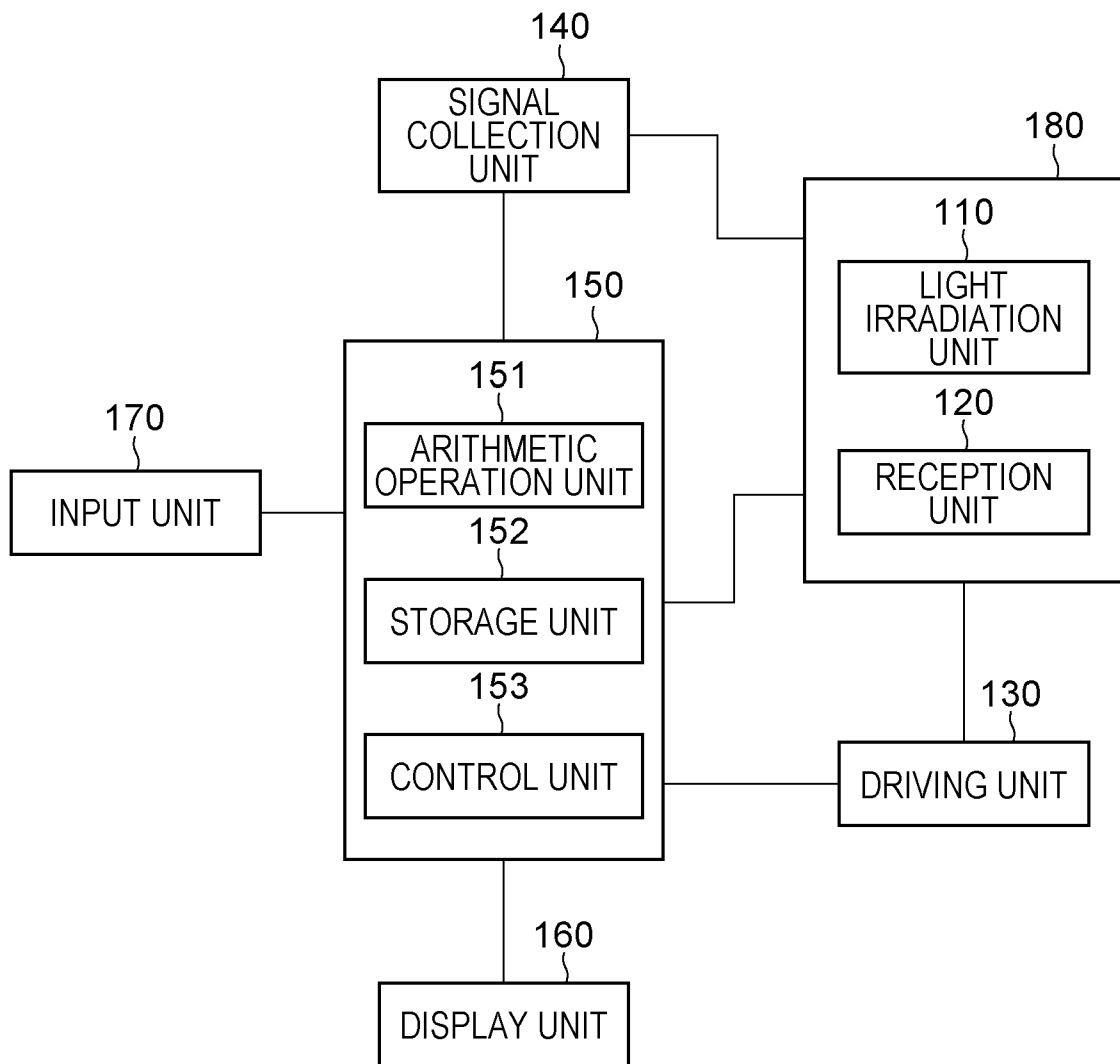 140
SIGNAL
COLLECTION
UNIT
180
110
LIGHT
IRRADIATION
UNIT
150
151
ARITHMETIC
OPERATION UNIT
170
INPUT UNIT
120
RECEPTION
UNIT
152
STORAGE UNIT
153
CONTROL UNIT
130
DRIVING UNIT
160
DISPLAY UNIT